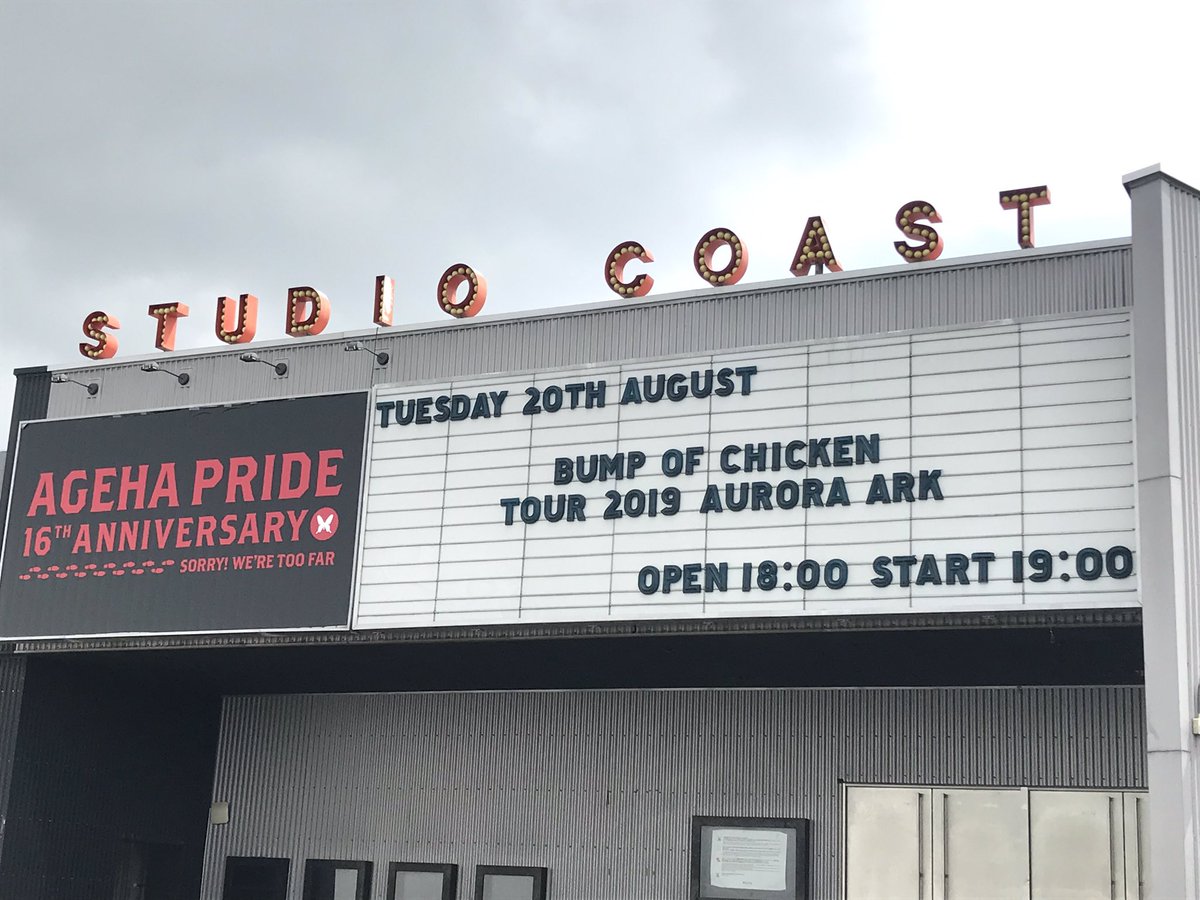 STUDIO COAST
AGEHA PRIDE
16TH ANNIVERSARY
SORRY! WE'RE TOO FAR
TUESDAY 20TH AUGUST
BUMP OF CHICKEN
TOUR 2019 AURORA ARK
OPEN 18:00 START 19:00